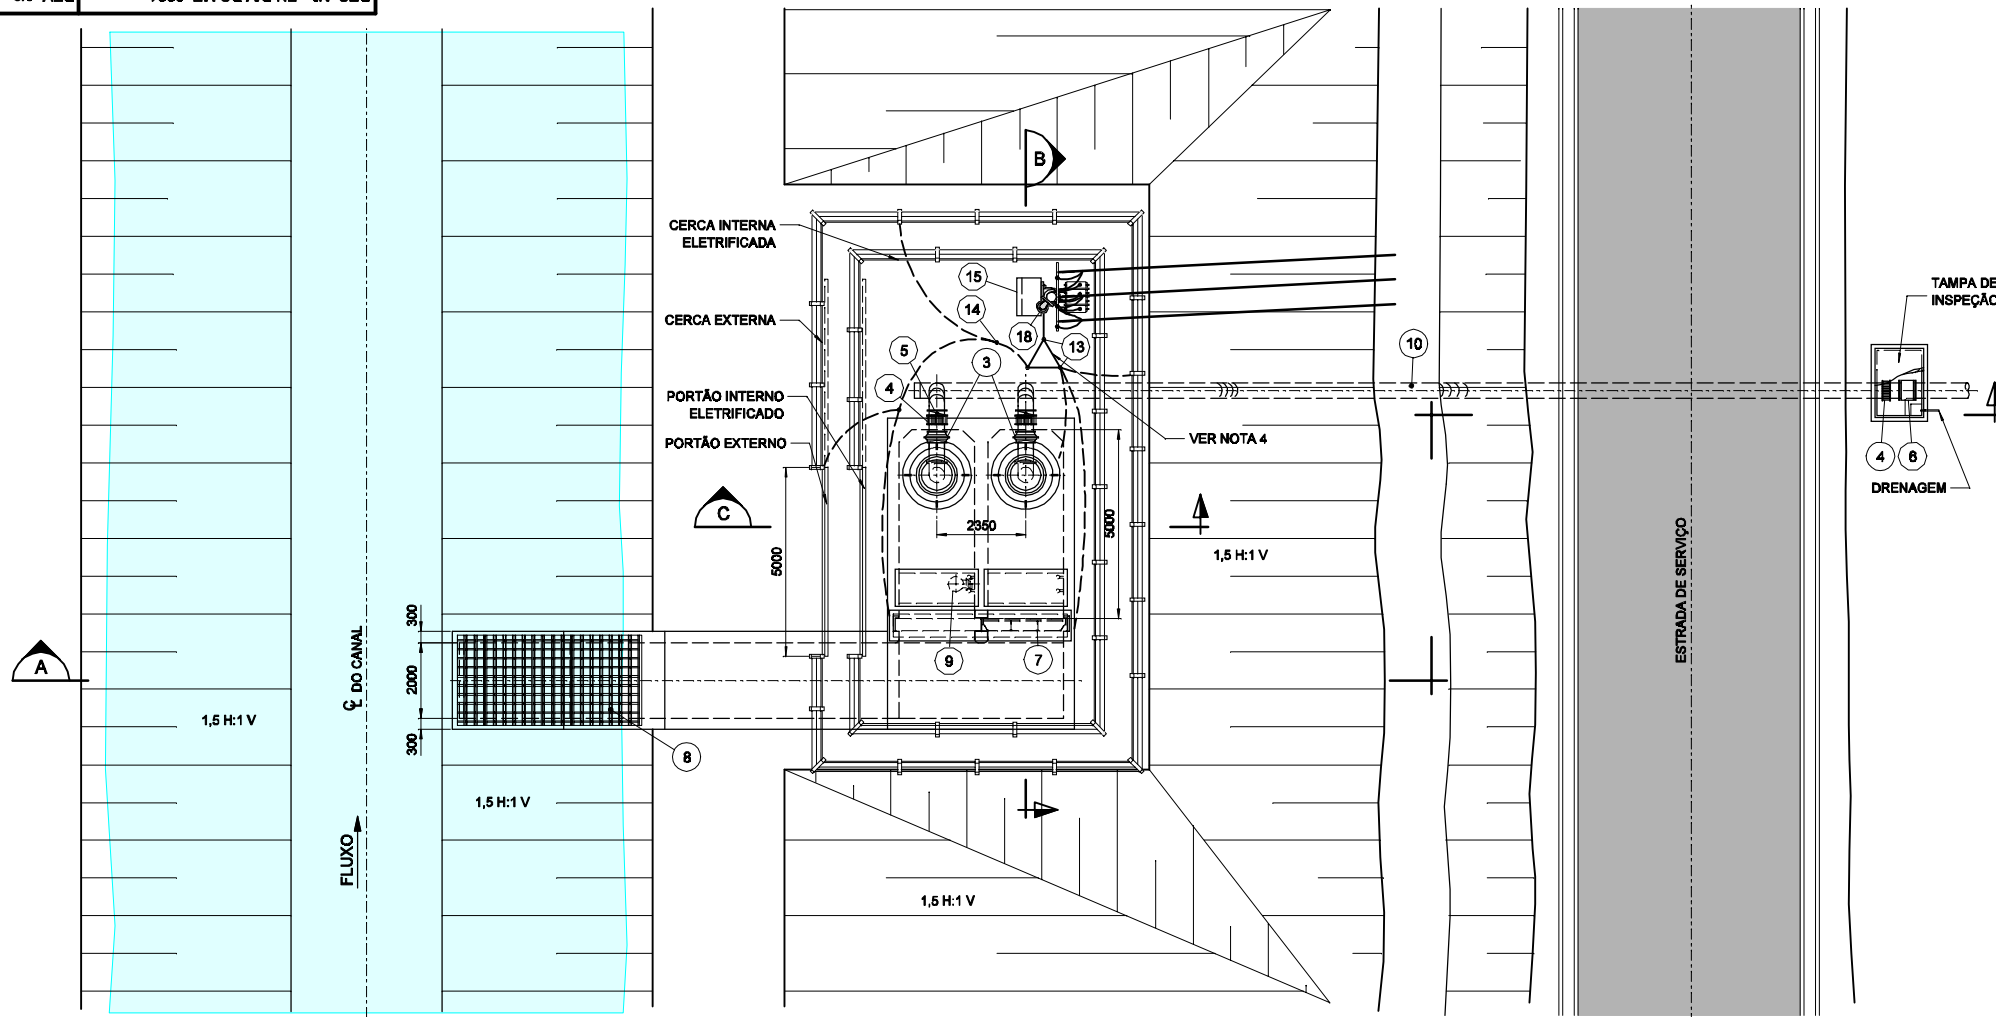 B
CERCA INTERNA
ELETRIFICADA
15
14
18
13
CERCA EXTERNA
5
3
4
10
TAMPA DE
INSPEÇÃO
PORTÃO INTERNO
ELETRIFICADO
PORTÃO EXTERNO
VER NOTA 4
4
6
DRENAGEM
C
2350
5000
5000
1,5 H:1 V
ESTRADA DE SERVIÇO
300
2000
300
A
9
7
8
1,5 H:1 V
℄ DO CANAL
1,5 H:1 V
FLUXO
1,5 H:1 V